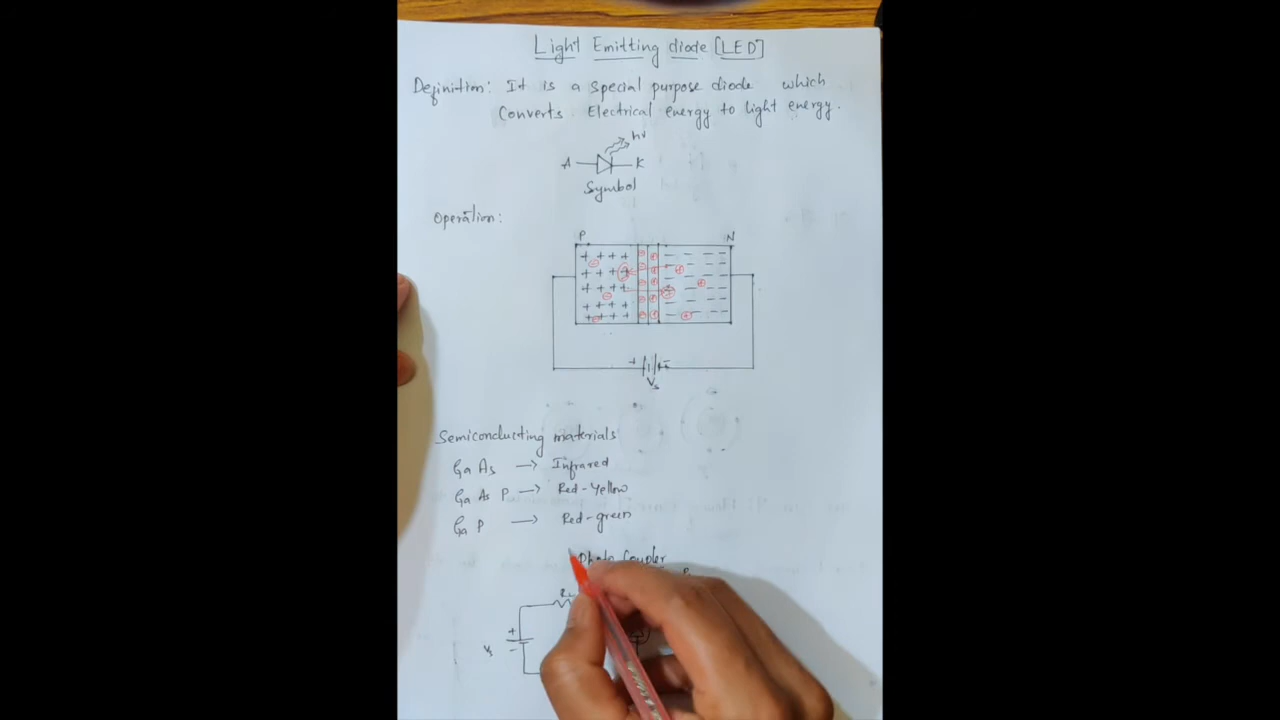 Light Emitting diode [LED]
Definition: It is a special purpose diode which
Converts Electrical energy to light energy.
hν
A K
Symbol
Operation:
P N
+ -
Vs
Semiconducting materials
Ga As → Infrared
Ga As P → Red-Yellow
Ga P → Red-green
Photo Coupler
+
Vs -